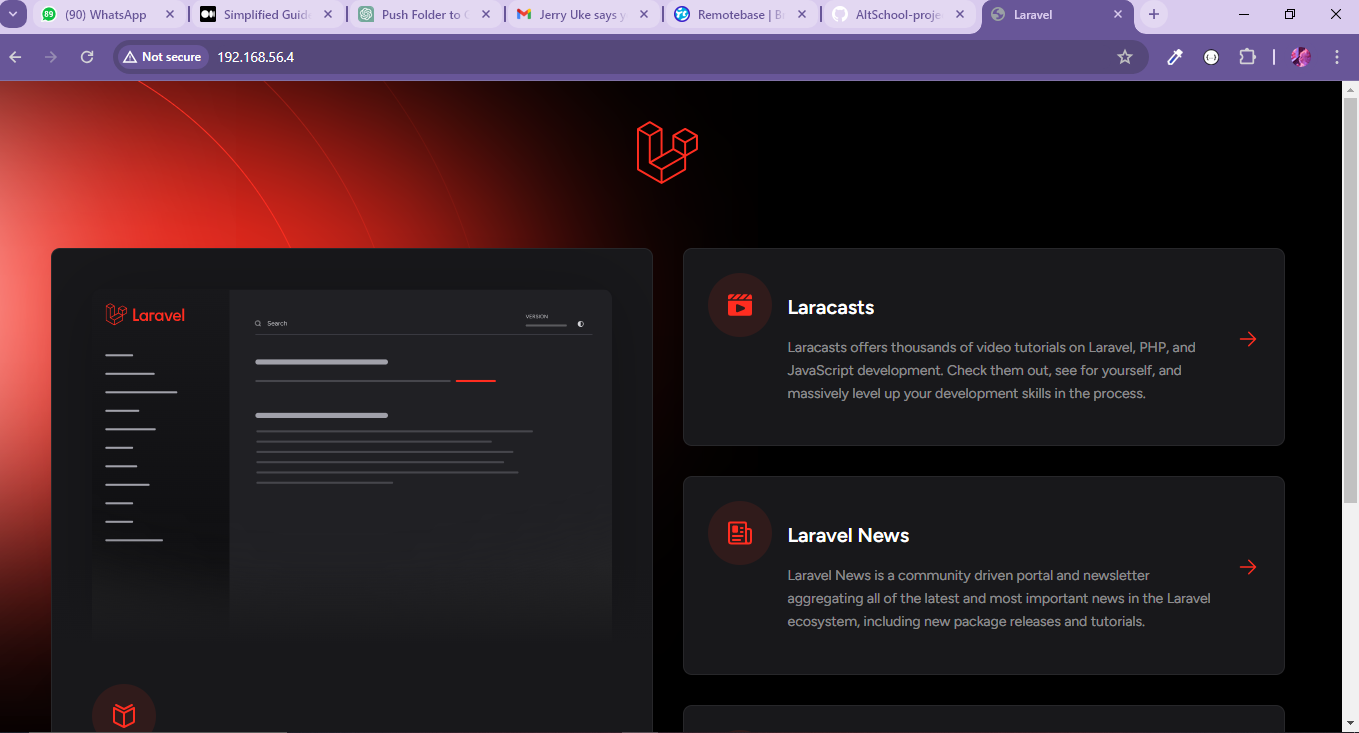 89
(90) WhatsApp
Simplified Guid
Push Folder to
Jerry Uke says y
Remotebase | B
AltSchool-proje
Laravel
Not secure
192.168.56.4
Laravel
Search
VERSION
Laracasts
Laracasts offers thousands of video tutorials on Laravel, PHP, and
JavaScript development. Check them out, see for yourself, and
massively level up your development skills in the process.
Laravel News
Laravel News is a community driven portal and newsletter
aggregating all of the latest and most important news in the Laravel
ecosystem, including new package releases and tutorials.